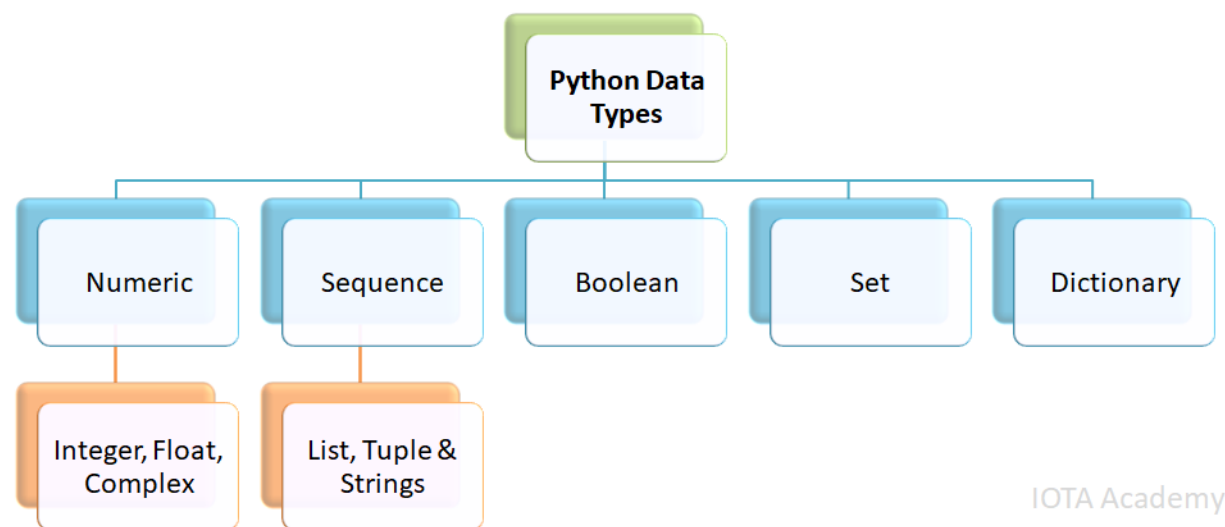 Python Data
Types
Numeric
Sequence
Boolean
Set
Dictionary
Integer, Float,
Complex
List, Tuple &
Strings
IOTA Academy